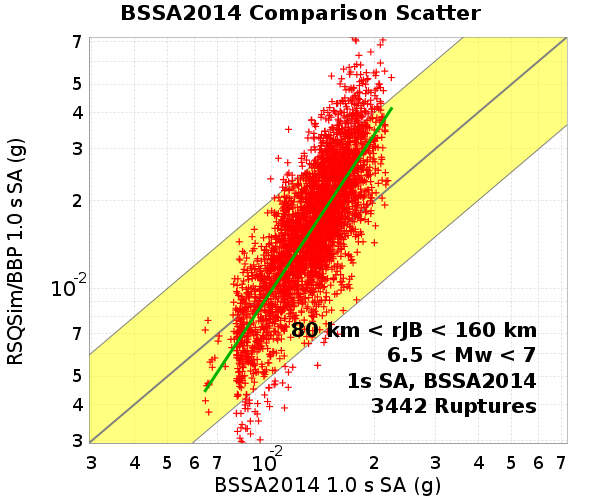 BSSA2014 Comparison Scatter
RSQSim/BBP 1.0 s SA (g)
7
5
4
3
2
10^-2
7
5
4
3
80 km < rJB < 160 km
6.5 < Mw < 7
1s SA, BSSA2014
3442 Ruptures
3 4 5 6 7 10^-2 2 3 4 5 6 7
BSSA2014 1.0 s SA (g)